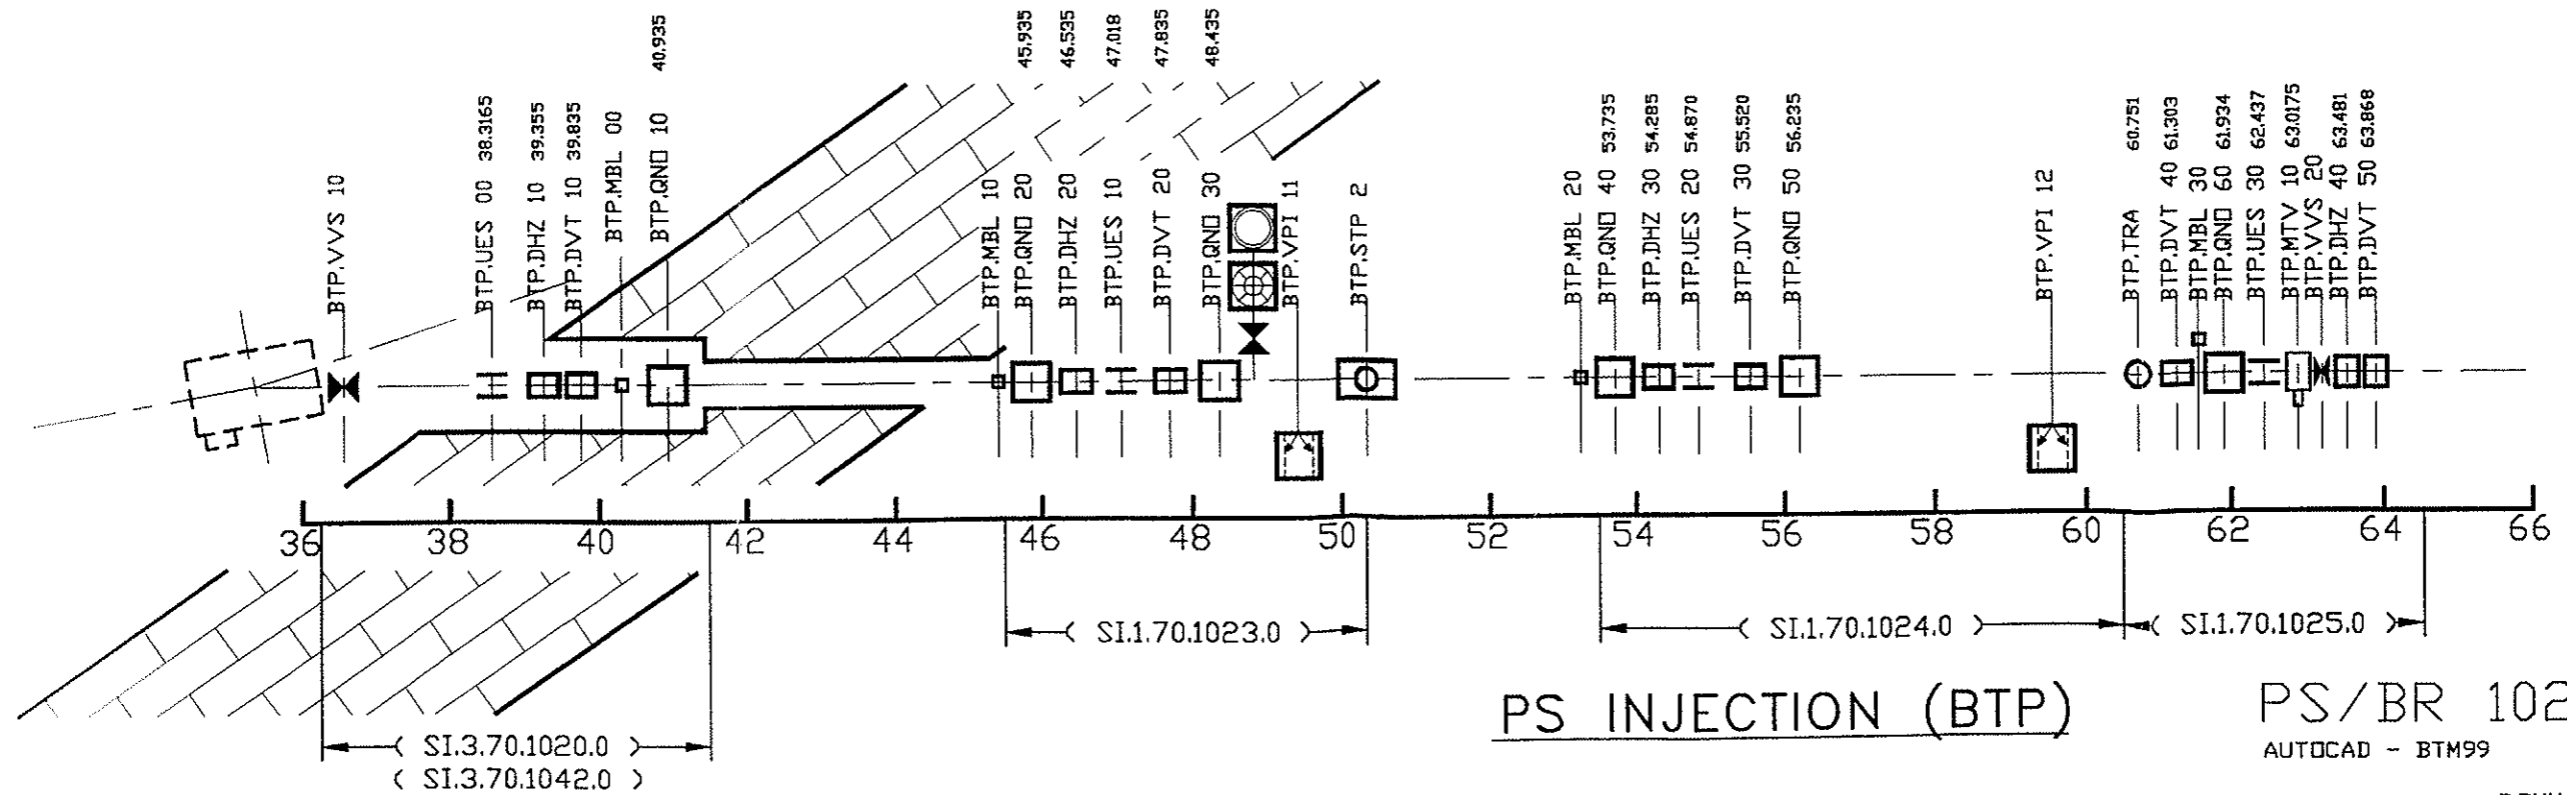 BTP.VVS 10
BTP.UES 00 38.3165
BTP.DHZ 10 39.355
BTP.DVT 10 39.835
BTP.MBL 00
BTP.QNO 10 40.935
BTP.MBL 10
BTP.QNO 20 45.935
BTP.DHZ 20 46.535
BTP.UES 10 47.018
BTP.DVT 20 47.835
BTP.QNO 30 48.435
BTP.VPI 11
BTP.STP 2
BTP.MBL 20
BTP.QNO 40 53.735
BTP.DHZ 30 54.285
BTP.UES 20 54.870
BTP.DVT 30 55.520
BTP.QNO 50 56.235
BTP.VPI 12
BTP.TRA 60.751
BTP.DVT 40 61.303
BTP.MBL 30
BTP.QNO 60 61.934
BTP.UES 30 62.437
BTP.MTV 10 63.0175
BTP.VVS 20
BTP.DHZ 40 63.481
BTP.DVT 50 63.868
36 38 40 42 44 46 48 50 52 54 56 58 60 62 64 66
( SI.1.70.1023.0 )
( SI.1.70.1024.0 )
( SI.1.70.1025.0 )
( SI.3.70.1020.0 )
( SI.3.70.1042.0 )
PS INJECTION (BTP)
PS/BR 102
AUTOCAD - BTM99